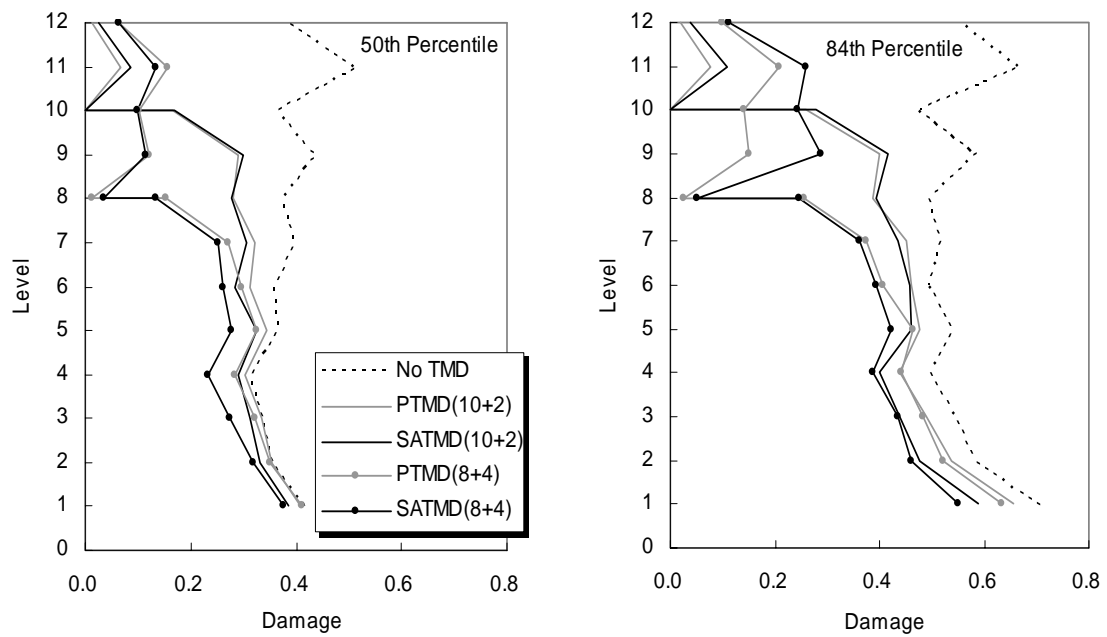 12
11
10
9
8
7
6
5
4
3
2
1
0
Level
50th Percentile
No TMD
PTMD(10+2)
SATMD(10+2)
PTMD(8+4)
SATMD(8+4)
0.0 0.2 0.4 0.6 0.8
Damage
12
11
10
9
8
7
6
5
4
3
2
1
0
Level
84th Percentile
0.0 0.2 0.4 0.6 0.8
Damage